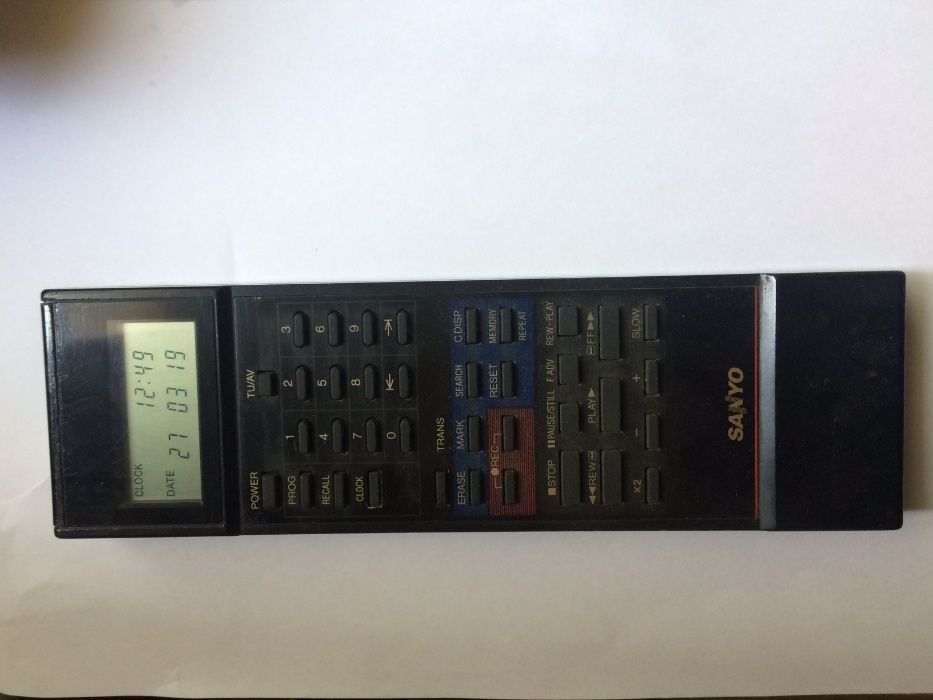 CLOCK 12:49
DATE 27 03 19
POWER TU/AV
PROG 1 2 3
RECALL 4 5 6
CLOCK 7 8 9
0
TRANS
ERASE MARK SEARCH C DISP
REC RESET MEMORY
REPEAT
■STOP ▮▮PAUSE/STILL F.ADV REW-PLAY
◀◀REW PLAY▶ FF▶▶
×2 - + SLOW
SANYO